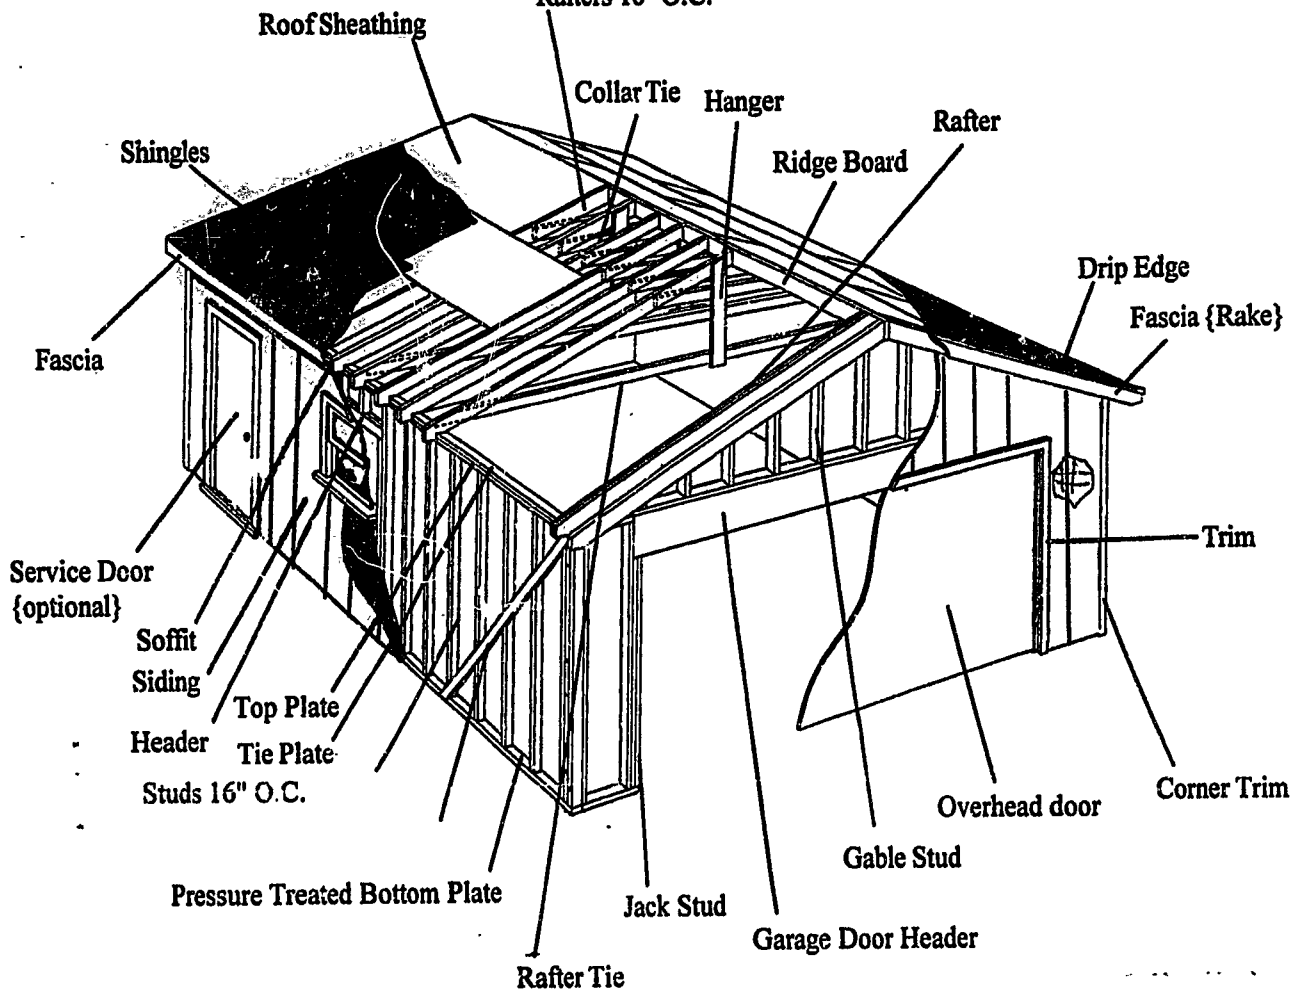 Rafters 16" O.C.
Roof Sheathing
Collar Tie
Hanger
Rafter
Shingles
Ridge Board
Drip Edge
Fascia {Rake}
Fascia
Trim
Service Door
{optional}
Soffit
Siding
Top Plate
Header
Tie Plate
Studs 16" O.C.
Corner Trim
Overhead door
Gable Stud
Pressure Treated Bottom Plate
Jack Stud
Garage Door Header
Rafter Tie